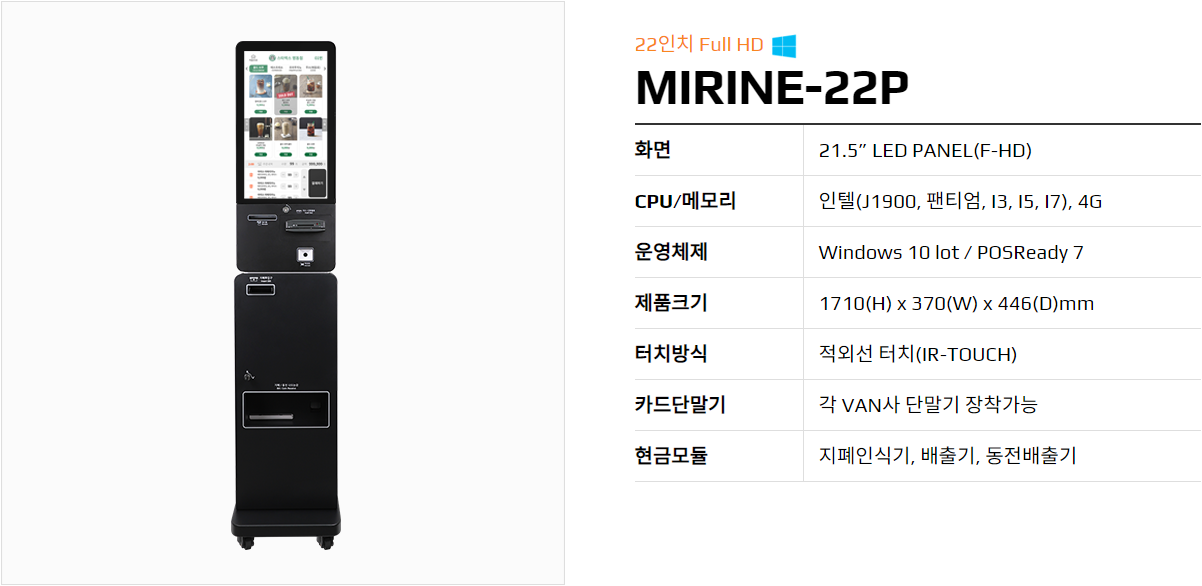 22인치 Full HD
MIRINE-22P
화면
21.5” LED PANEL(F-HD)
CPU/메모리
인텔(J1900, 팬티엄, I3, I5, I7), 4G
운영체제
Windows 10 lot / POSReady 7
제품크기
1710(H) x 370(W) x 446(D)mm
터치방식
적외선 터치(IR-TOUCH)
카드단말기
각 VAN사 단말기 장착가능
현금모듈
지폐인식기, 배출기, 동전배출기